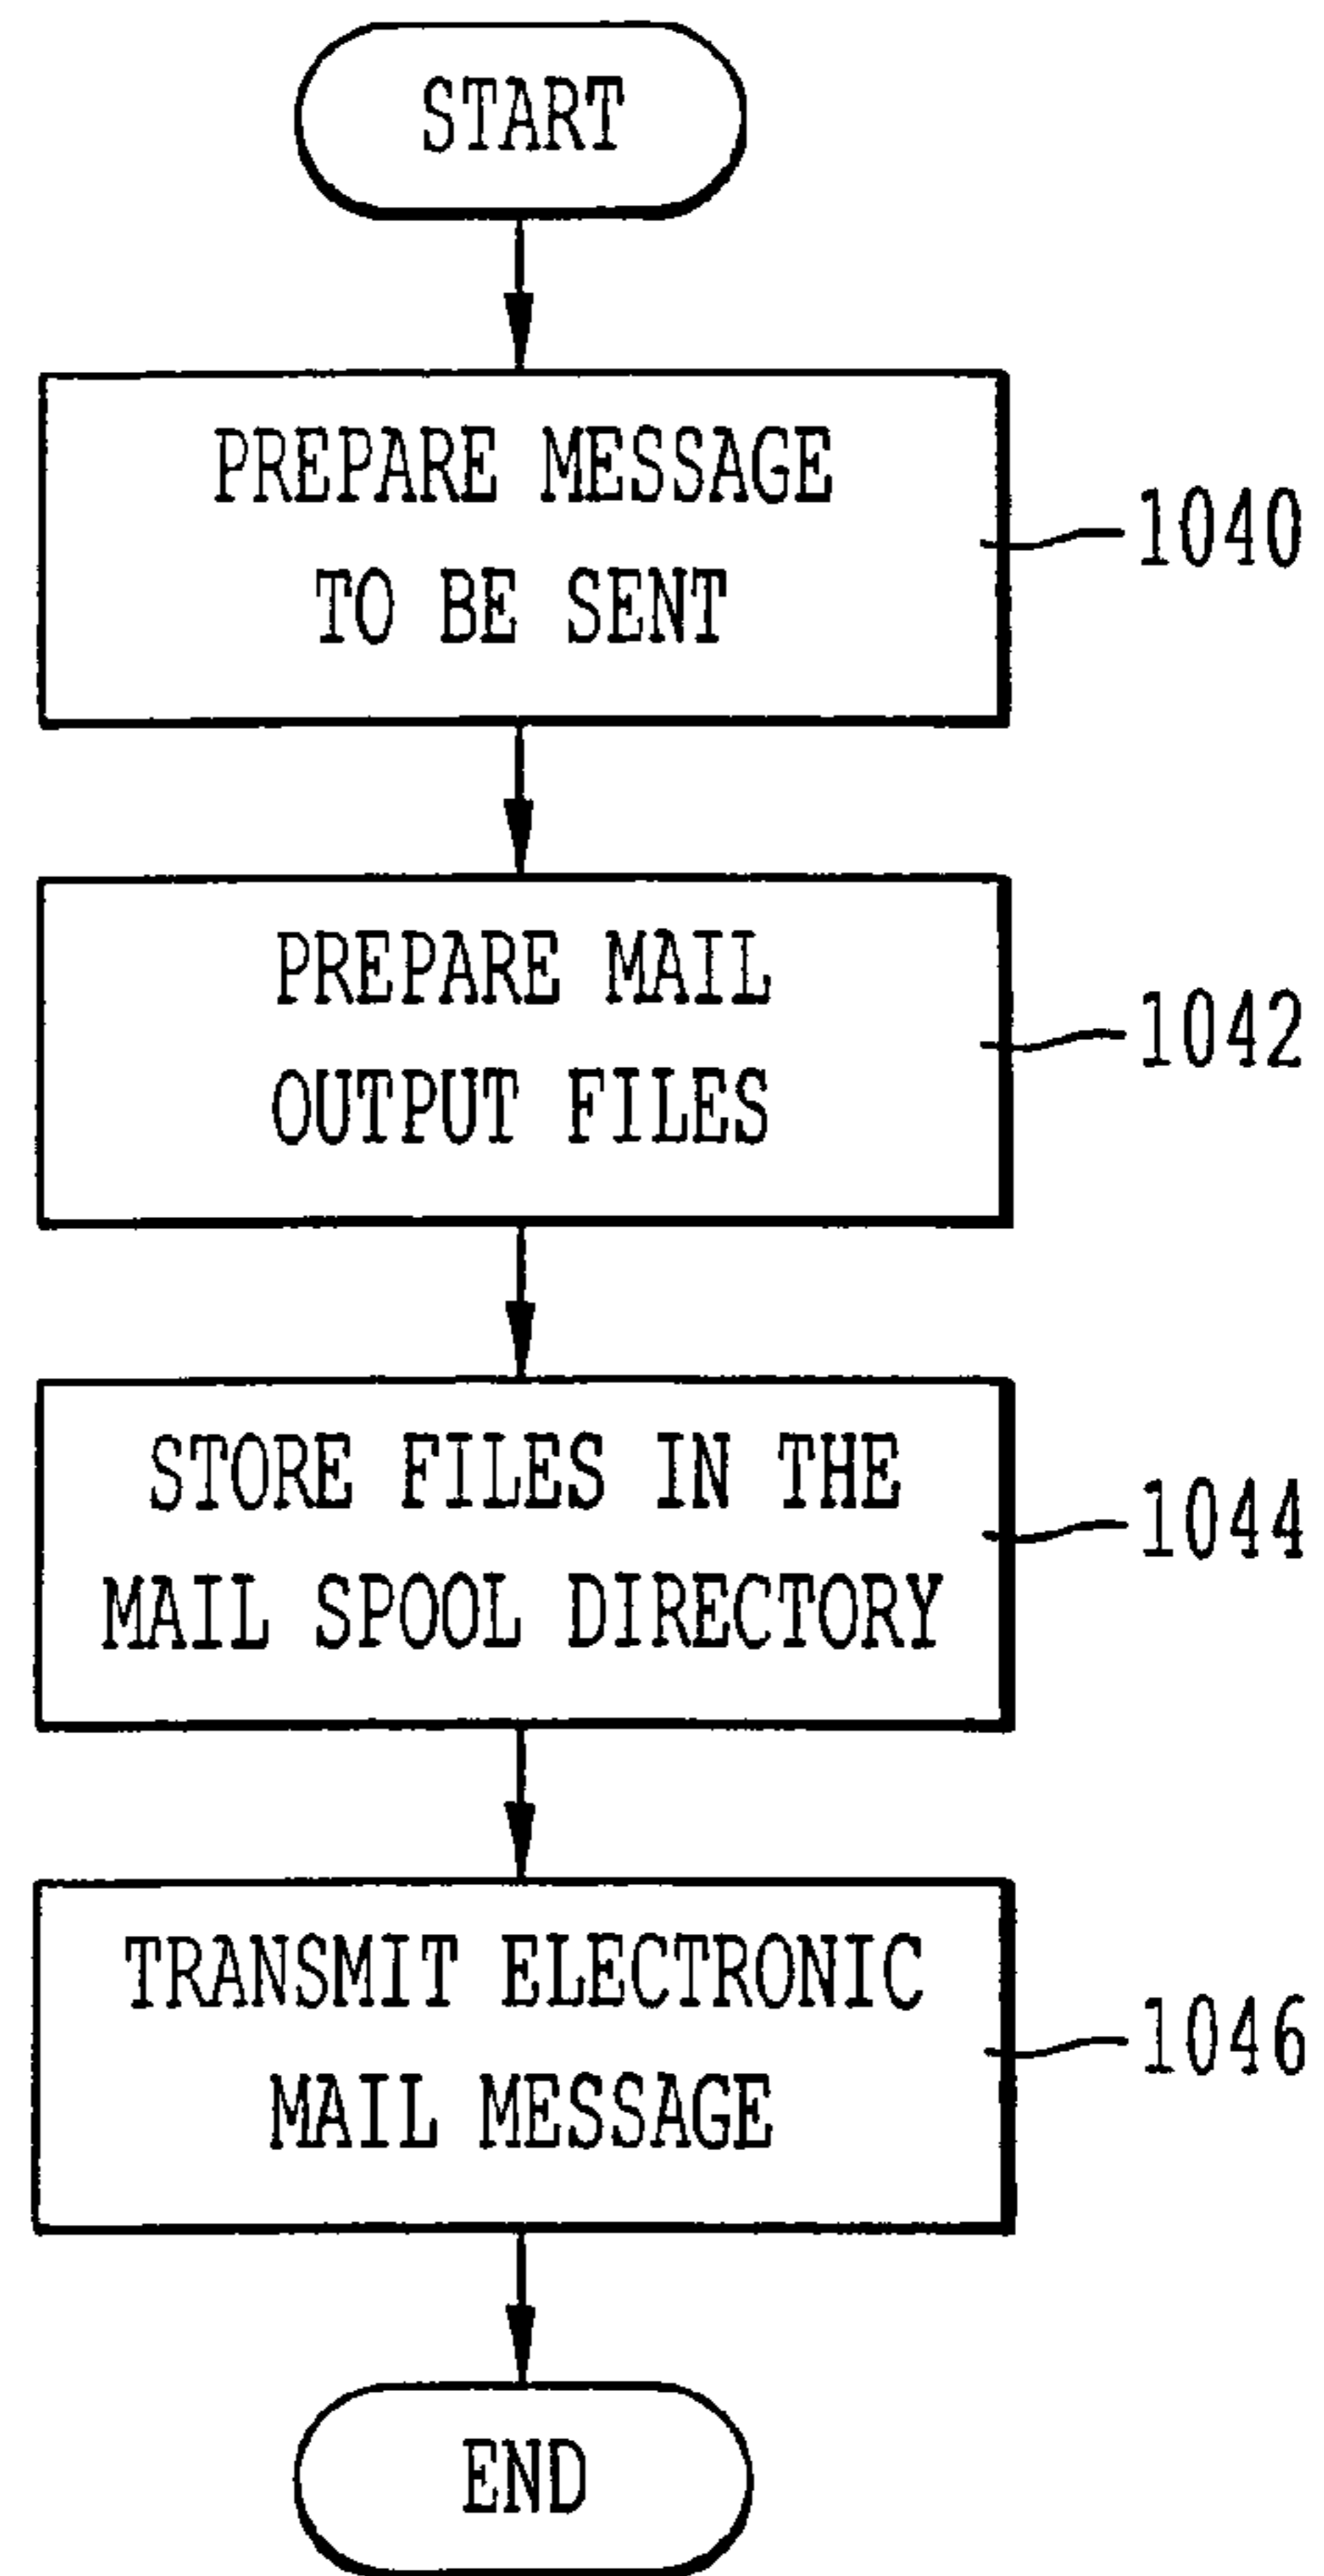 START
PREPARE MESSAGE
TO BE SENT
1040
PREPARE MAIL
OUTPUT FILES
1042
STORE FILES IN THE
MAIL SPOOL DIRECTORY
1044
TRANSMIT ELECTRONIC
MAIL MESSAGE
1046
END